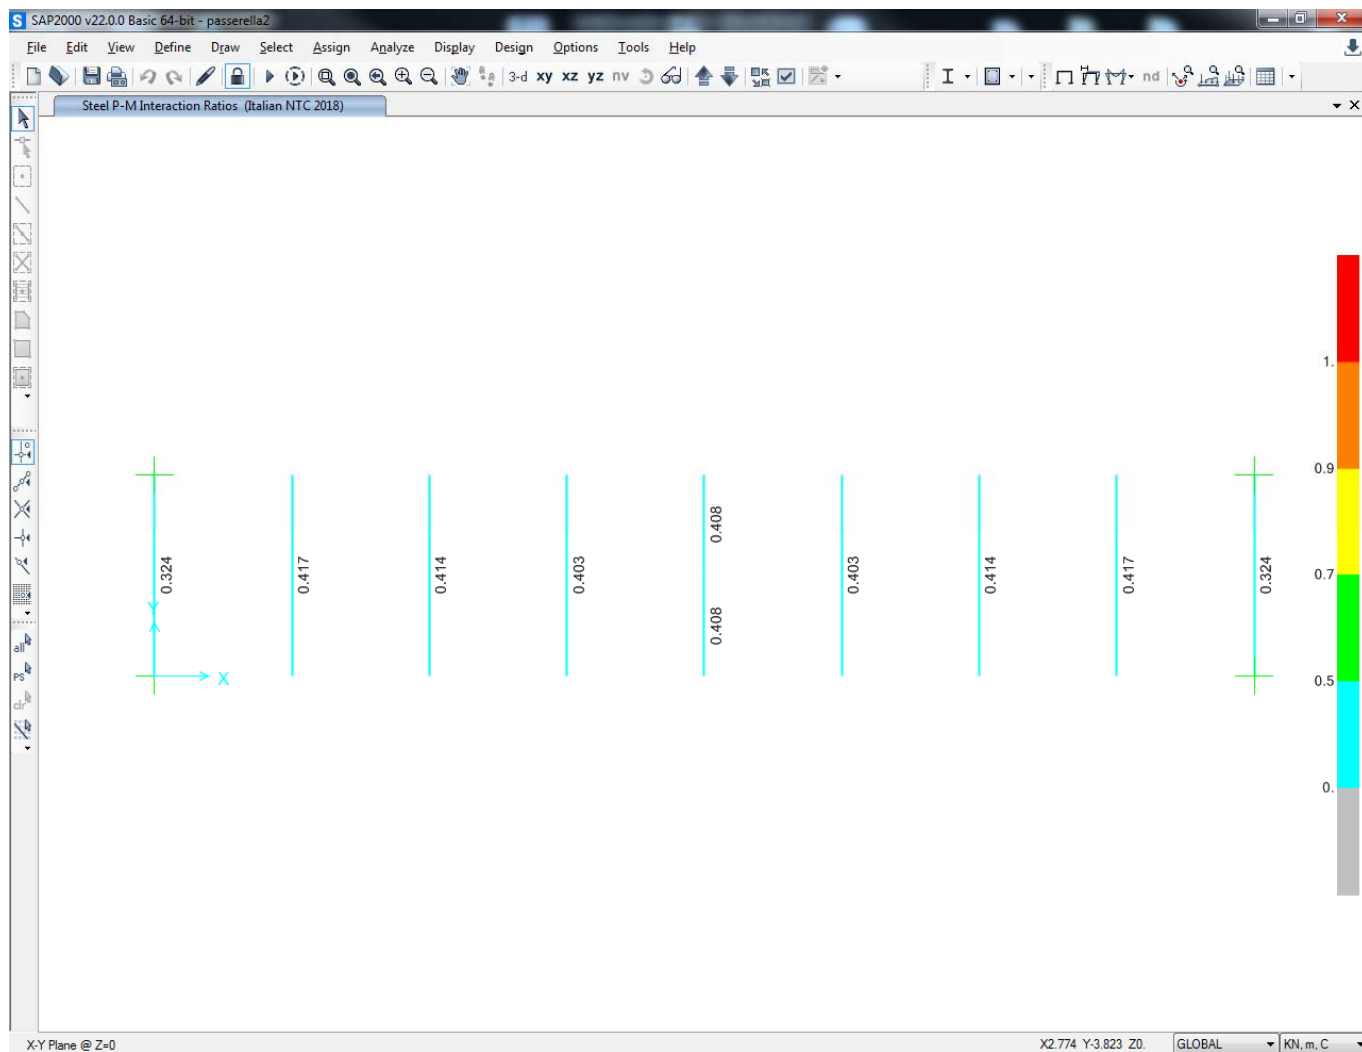 SAP2000 v22.0.0 Basic 64-bit - passerella2
File Edit View Define Draw Select Assign Analyze Display Design Options Tools Help
3-d xy xz yz nv nd
Steel P-M Interaction Ratios (Italian NTC 2018)
all
PS
clr
0.324
0.417
0.414
0.403
0.408
0.408
0.403
0.414
0.417
0.324
Y
X
1.
0.9
0.7
0.5
0.
X-Y Plane @ Z=0
X2.774 Y-3.823 Z0.
GLOBAL
KN, m, C